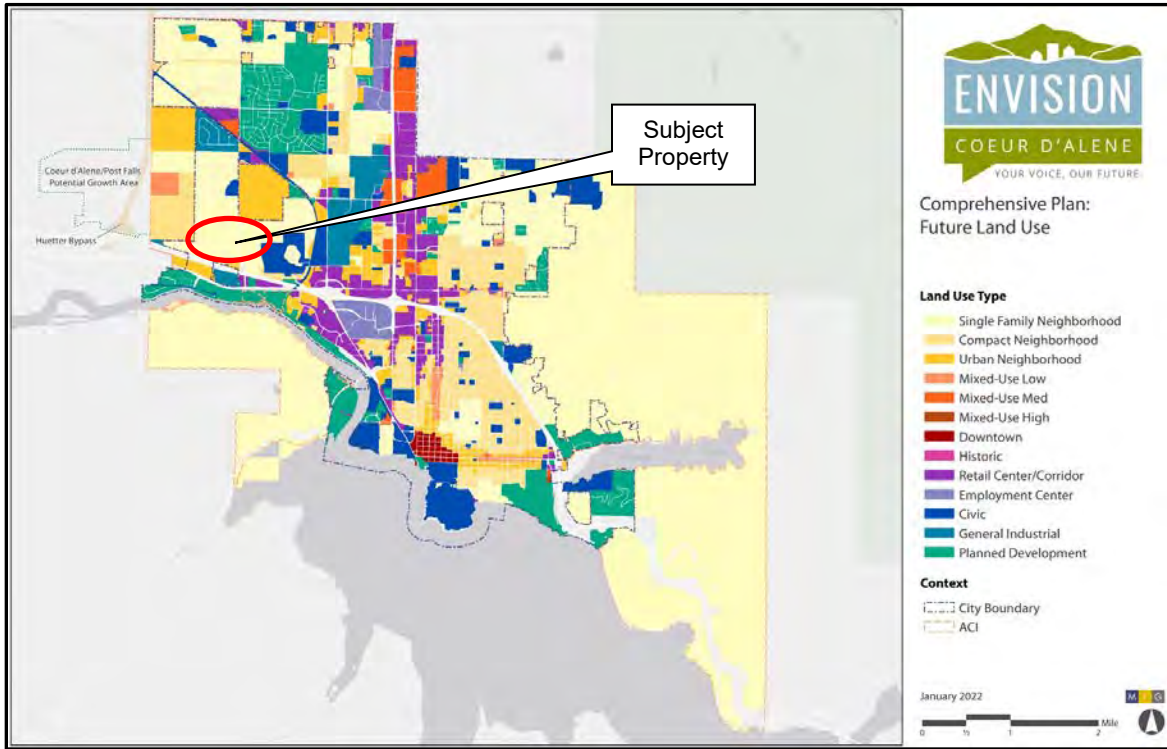 Subject
Property
Coeur d'Alene/Post Falls
Potential Growth Area
Huetter Bypass
ENVISION
COEUR D'ALENE
YOUR VOICE, OUR FUTURE
Comprehensive Plan:
Future Land Use
Land Use Type
Single Family Neighborhood
Compact Neighborhood
Urban Neighborhood
Mixed-Use Low
Mixed-Use Med
Mixed-Use High
Downtown
Historic
Retail Center/Corridor
Employment Center
Civic
General Industrial
Planned Development
Context
City Boundary
ACI
January 2022
M I G
Mile
0 ½ 1 2